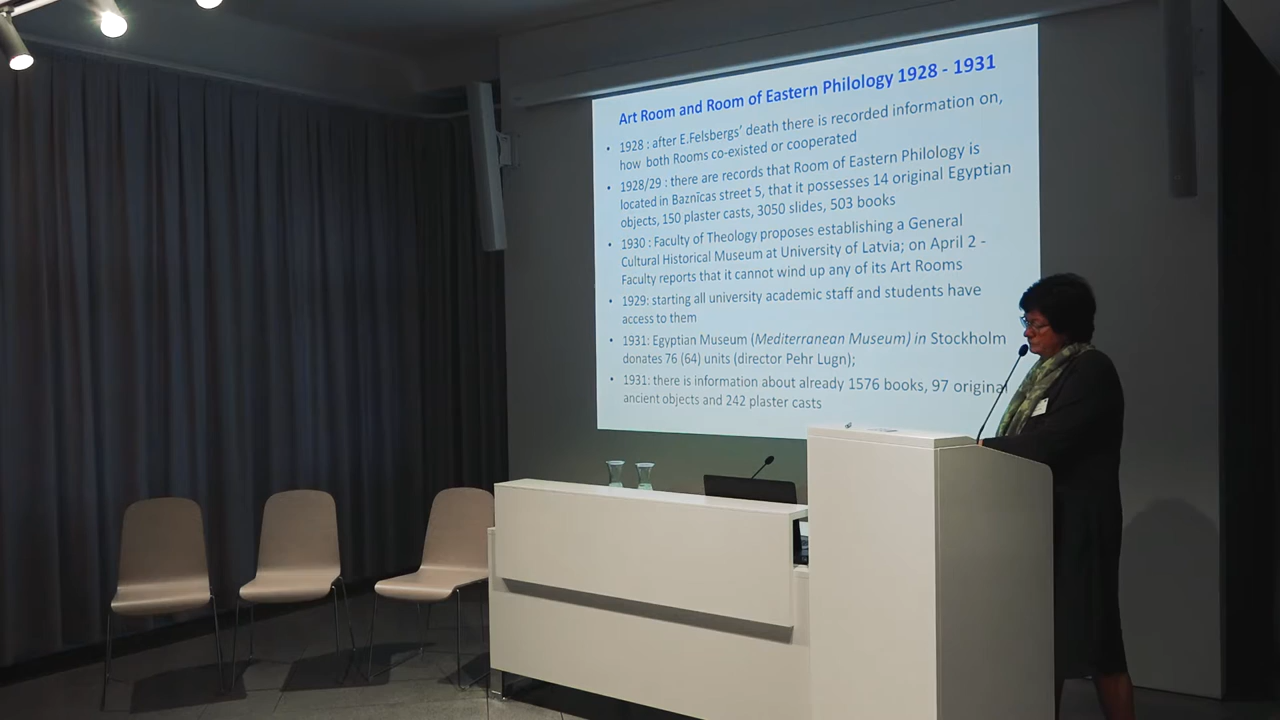 Art Room and Room of Eastern Philology 1928 - 1931
• 1928 : after E.Felsbergs' death there is recorded information on,
how both Rooms co-existed or cooperated
• 1928/29 : there are records that Room of Eastern Philology is
located in Baznīcas street 5, that it possesses 14 original Egyptian
objects, 150 plaster casts, 3050 slides, 503 books
• 1930 : Faculty of Theology proposes establishing a General
Cultural Historical Museum at University of Latvia; on April 2 -
Faculty reports that it cannot wind up any of its Art Rooms
• 1929: starting all university academic staff and students have
access to them
• 1931: Egyptian Museum (Mediterranean Museum) in Stockholm
donates 76 (64) units (director Pehr Lugn);
• 1931: there is information about already 1576 books, 97 original
ancient objects and 242 plaster casts